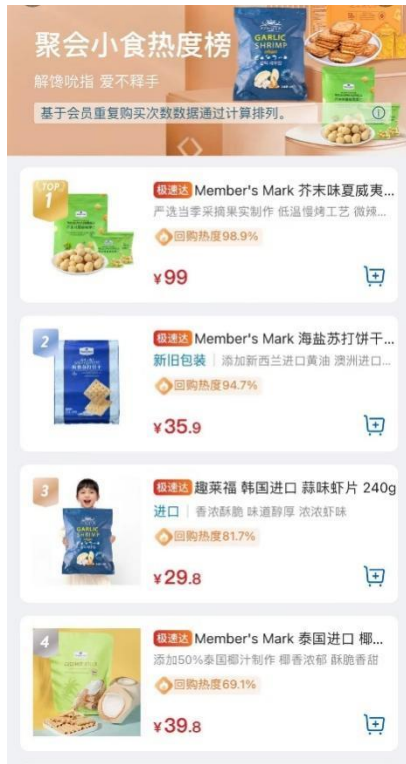 聚会小食热度榜
解馋吮指 爱不释手
基于会员重复购买次数数据通过计算排列。
GARLIC
SHRIMP
TOP
1
极速达 Member's Mark 芥末味夏威夷...
严选当季采摘果实制作 低温慢烤工艺 微辣...
回购热度98.9%
¥99
2
极速达 Member's Mark 海盐苏打饼干...
新旧包装 | 添加新西兰进口黄油 澳洲进口...
回购热度94.7%
¥35.9
3
极速达 趣莱福 韩国进口 蒜味虾片 240g
进口 | 香浓酥脆 味道醇厚 浓浓虾味
GARLIC
SHRIMP
回购热度81.7%
¥29.8
4
极速达 Member's Mark 泰国进口 椰...
添加50%泰国椰汁制作 椰香浓郁 酥脆香甜
回购热度69.1%
¥39.8